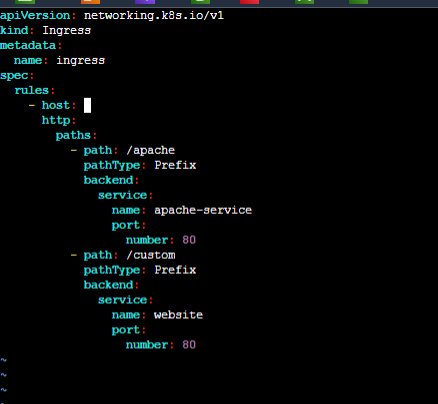 apiVersion: networking.k8s.io/v1
kind: Ingress
metadata:
  name: ingress
spec:
  rules:
    - host:
      http:
        paths:
          - path: /apache
            pathType: Prefix
            backend:
              service:
                name: apache-service
                port:
                  number: 80
          - path: /custom
            pathType: Prefix
            backend:
              service:
                name: website
                port:
                  number: 80
~
~
~
~